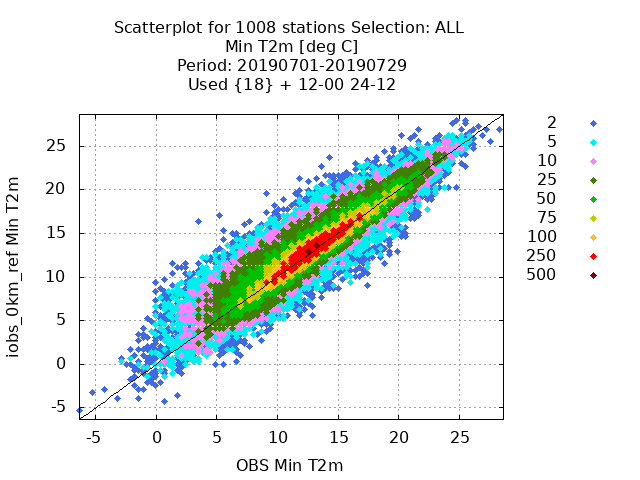 Scatterplot for 1008 stations Selection: ALL
Min T2m [deg C]
Period: 20190701-20190729
Used {18} + 12-00 24-12
iobs_0km_ref Min T2m
25
20
15
10
5
0
-5
-5 0 5 10 15 20 25
OBS Min T2m
2
5
10
25
50
75
100
250
500